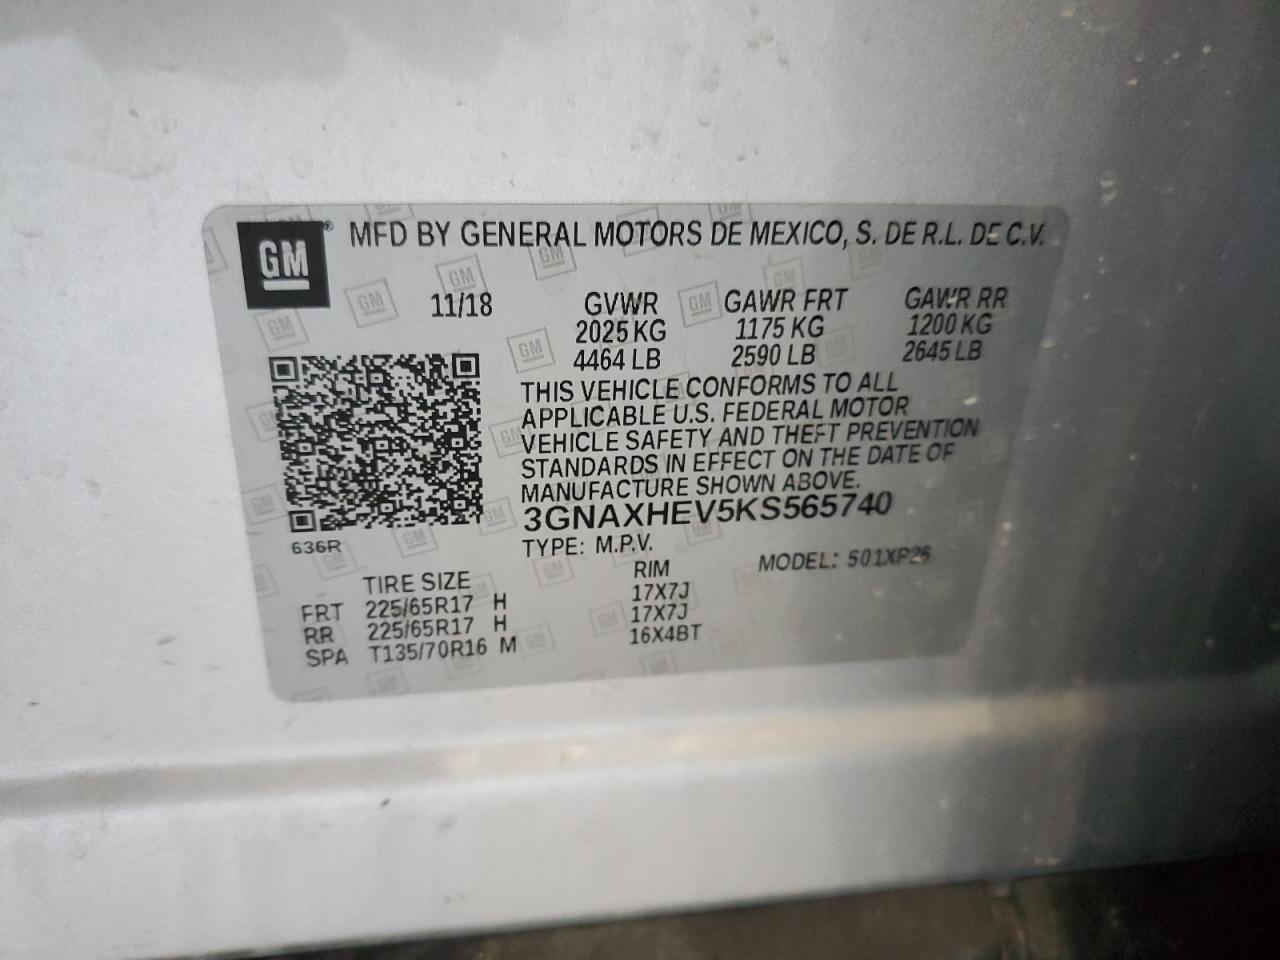 GM ® MFD BY GENERAL MOTORS DE MEXICO, S. DE R.L. DE C.V.
11/18 GVWR GAWR FRT GAWR RR
2025 KG 1175 KG 1200 KG
4464 LB 2590 LB 2645 LB
THIS VEHICLE CONFORMS TO ALL
APPLICABLE U.S. FEDERAL MOTOR
VEHICLE SAFETY AND THEFT PREVENTION
STANDARDS IN EFFECT ON THE DATE OF
MANUFACTURE SHOWN ABOVE.
3GNAXHEV5KS565740
636R TYPE: M.P.V. MODEL: 501XP26
TIRE SIZE RIM
FRT 225/65R17 H 17X7J
RR 225/65R17 H 17X7J
SPA T135/70R16 M 16X4BT